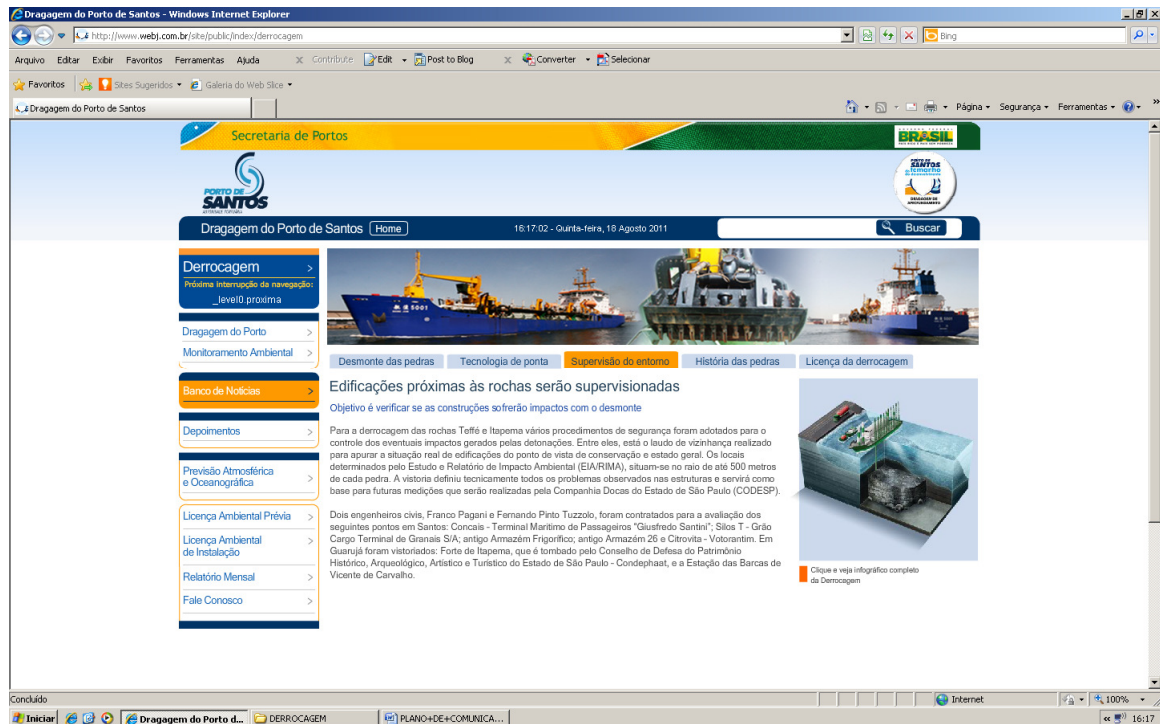 Dragagem do Porto de Santos - Windows Internet Explorer
http://www.webj.com.br/site/public/index/derrocagem
Bing
Arquivo Editar Exibir Favoritos Ferramentas Ajuda x Contribute Edit Post to Blog x Converter Selecionar
Favoritos Sites Sugeridos Galeria do Web Slice
Dragagem do Porto de Santos
Página Segurança Ferramentas
Secretaria de Portos
BRASIL
PORTO DE
SANTOS
PORTO DE
SANTOS
Dragagem do Porto de Santos Home 16:17:02 - Quinta-feira, 18 Agosto 2011 Buscar
Derrocagem >
Próxima interrupção da navegação:
_level0.proxima
Dragagem do Porto >
Monitoramento Ambiental >
Banco de Notícias >
Depoimentos >
Previsão Atmosférica
e Oceanográfica >
Licença Ambiental Prévia >
Licença Ambiental
de Instalação >
Relatório Mensal >
Fale Conosco >
5001
Desmonte das pedras Tecnologia de ponta Supervisão do entorno História das pedras Licença da derrocagem
Edificações próximas às rochas serão supervisionadas
Objetivo é verificar se as construções sofrerão impactos com o desmonte
Para a derrocagem das rochas Teffé e Itapema vários procedimentos de segurança foram adotados para o
controle dos eventuais impactos gerados pelas detonações. Entre eles, está o laudo de vizinhança realizado
para apurar a situação real de edificações do ponto de vista de conservação e estado geral. Os locais
determinados pelo Estudo e Relatório de Impacto Ambiental (EIA/RIMA), situam-se no raio de até 500 metros
de cada pedra. A vistoria definiu tecnicamente todos os problemas observados nas estruturas e servirá como
base para futuras medições que serão realizadas pela Companhia Docas do Estado de São Paulo (CODESP).
Dois engenheiros civis, Franco Pagani e Fernando Pinto Tuzzolo, foram contratados para a avaliação dos
seguintes pontos em Santos: Concais - Terminal Marítimo de Passageiros "Giusfredo Santini"; Silos T - Grão
Cargo Terminal de Granais S/A; antigo Armazém Frigorífico; antigo Armazém 26 e Citrovita - Votorantim. Em
Guarujá foram vistoriados: Forte de Itapema, que é tombado pelo Conselho de Defesa do Patrimônio
Histórico, Arqueológico, Artístico e Turístico do Estado de São Paulo - Condephaat, e a Estação das Barcas de
Vicente de Carvalho.
Clique e veja infográfico completo
da Derrocagem
Concluído Internet 100%
Iniciar Dragagem do Porto d... DERROCAGEM PLANO+DE+COMUNICA... 16:17